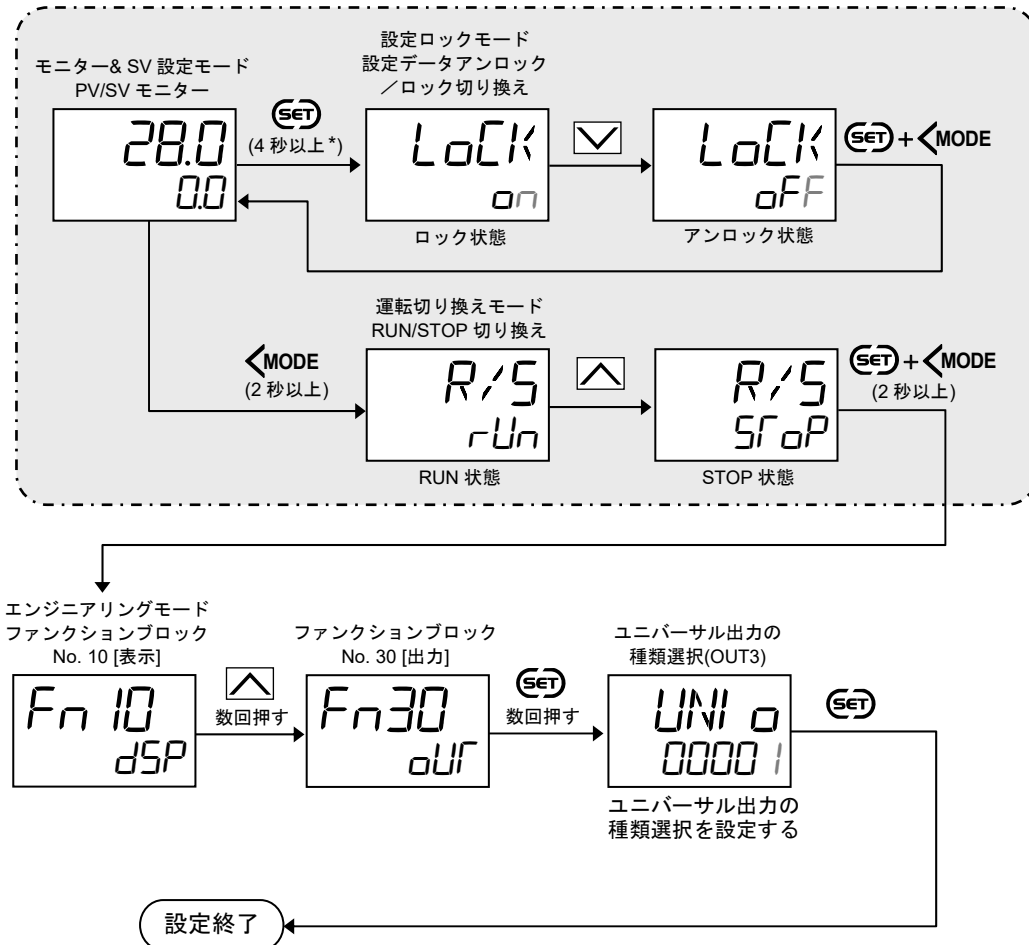 モニター& SV 設定モード
PV/SV モニター
28.0
0.0
SET
(4 秒以上*)
設定ロックモード
設定データアンロック
／ロック切り換え
LoCK
on
ロック状態
LoCK
oFF
アンロック状態
SET + MODE
MODE
(2 秒以上)
運転切り換えモード
RUN/STOP 切り換え
R/S
rUn
RUN 状態
R/S
SToP
STOP 状態
SET + MODE
(2 秒以上)
エンジニアリングモード
ファンクションブロック
No. 10 [表示]
Fn 10
dSP
数回押す
ファンクションブロック
No. 30 [出力]
Fn30
oUT
SET
数回押す
ユニバーサル出力の
種類選択(OUT3)
UNI o
00001
ユニバーサル出力の
種類選択を設定する
SET
設定終了